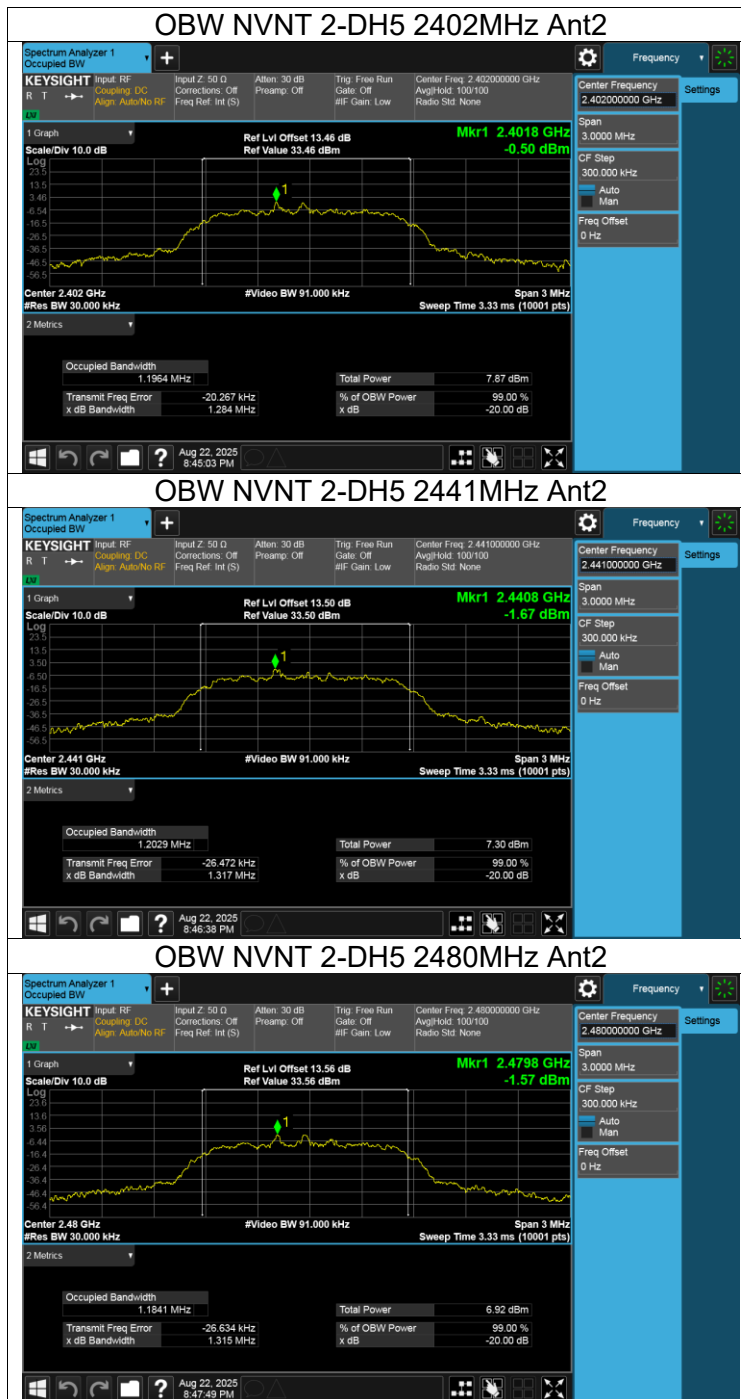 OBW NVNT 2-DH5 2402MHz Ant2
Spectrum Analyzer 1
Occupied BW
Frequency
KEYSIGHT Input: RF Input Z: 50 Ω Atten: 30 dB Trig: Free Run Center Freq: 2.402000000 GHz
R T Coupling: DC Corrections: Off Preamp: Off Gate: Off Avg|Hold: 100/100
Align: Auto/No RF Freq Ref: Int (S) #IF Gain: Low Radio Std: None
LXI
Center Frequency
2.402000000 GHz
Settings
Span
3.0000 MHz
CF Step
300.000 kHz
Auto
Man
Freq Offset
0 Hz
1 Graph
Ref Lvl Offset 13.46 dB
Mkr1 2.4018 GHz
Scale/Div 10.0 dB
Ref Value 33.46 dBm
-0.50 dBm
Log
23.5
13.5
3.46
-6.54
-16.5
-26.5
-36.5
-46.5
-56.5
1
Center 2.402 GHz #Video BW 91.000 kHz Span 3 MHz
#Res BW 30.000 kHz Sweep Time 3.33 ms (10001 pts)
2 Metrics
Occupied Bandwidth
1.1964 MHz Total Power 7.87 dBm
Transmit Freq Error -20.267 kHz % of OBW Power 99.00 %
x dB Bandwidth 1.284 MHz x dB -20.00 dB
Aug 22, 2025
8:45:03 PM
OBW NVNT 2-DH5 2441MHz Ant2
Spectrum Analyzer 1
Occupied BW
Frequency
KEYSIGHT Input: RF Input Z: 50 Ω Atten: 30 dB Trig: Free Run Center Freq: 2.441000000 GHz
R T Coupling: DC Corrections: Off Preamp: Off Gate: Off Avg|Hold: 100/100
Align: Auto/No RF Freq Ref: Int (S) #IF Gain: Low Radio Std: None
LXI
Center Frequency
2.441000000 GHz
Settings
Span
3.0000 MHz
CF Step
300.000 kHz
Auto
Man
Freq Offset
0 Hz
1 Graph
Ref Lvl Offset 13.50 dB
Mkr1 2.4408 GHz
Scale/Div 10.0 dB
Ref Value 33.50 dBm
-1.67 dBm
Log
23.5
13.5
3.50
-6.50
-16.5
-26.5
-36.5
-46.5
-56.5
1
Center 2.441 GHz #Video BW 91.000 kHz Span 3 MHz
#Res BW 30.000 kHz Sweep Time 3.33 ms (10001 pts)
2 Metrics
Occupied Bandwidth
1.2029 MHz Total Power 7.30 dBm
Transmit Freq Error -26.472 kHz % of OBW Power 99.00 %
x dB Bandwidth 1.317 MHz x dB -20.00 dB
Aug 22, 2025
8:46:38 PM
OBW NVNT 2-DH5 2480MHz Ant2
Spectrum Analyzer 1
Occupied BW
Frequency
KEYSIGHT Input: RF Input Z: 50 Ω Atten: 30 dB Trig: Free Run Center Freq: 2.480000000 GHz
R T Coupling: DC Corrections: Off Preamp: Off Gate: Off Avg|Hold: 100/100
Align: Auto/No RF Freq Ref: Int (S) #IF Gain: Low Radio Std: None
LXI
Center Frequency
2.480000000 GHz
Settings
Span
3.0000 MHz
CF Step
300.000 kHz
Auto
Man
Freq Offset
0 Hz
1 Graph
Ref Lvl Offset 13.56 dB
Mkr1 2.4798 GHz
Scale/Div 10.0 dB
Ref Value 33.56 dBm
-1.57 dBm
Log
23.6
13.6
3.56
-6.44
-16.4
-26.4
-36.4
-46.4
-56.4
1
Center 2.48 GHz #Video BW 91.000 kHz Span 3 MHz
#Res BW 30.000 kHz Sweep Time 3.33 ms (10001 pts)
2 Metrics
Occupied Bandwidth
1.1841 MHz Total Power 6.92 dBm
Transmit Freq Error -26.634 kHz % of OBW Power 99.00 %
x dB Bandwidth 1.315 MHz x dB -20.00 dB
Aug 22, 2025
8:47:49 PM